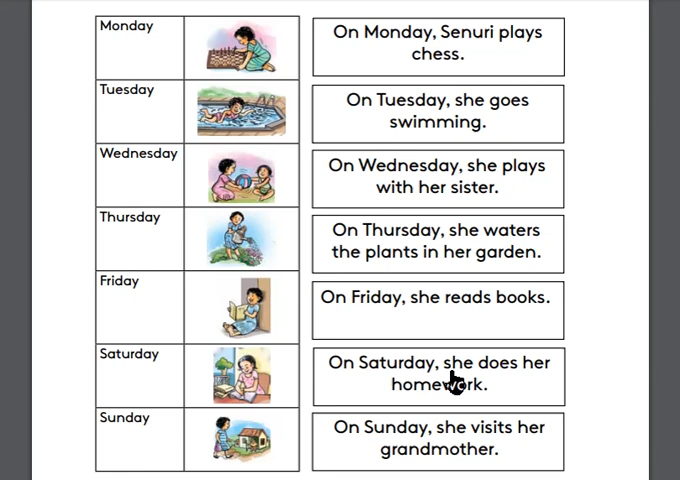 Monday
On Monday, Senuri plays
chess.
Tuesday
On Tuesday, she goes
swimming.
Wednesday
On Wednesday, she plays
with her sister.
Thursday
On Thursday, she waters
the plants in her garden.
Friday
On Friday, she reads books.
Saturday
On Saturday, she does her
homework.
Sunday
On Sunday, she visits her
grandmother.